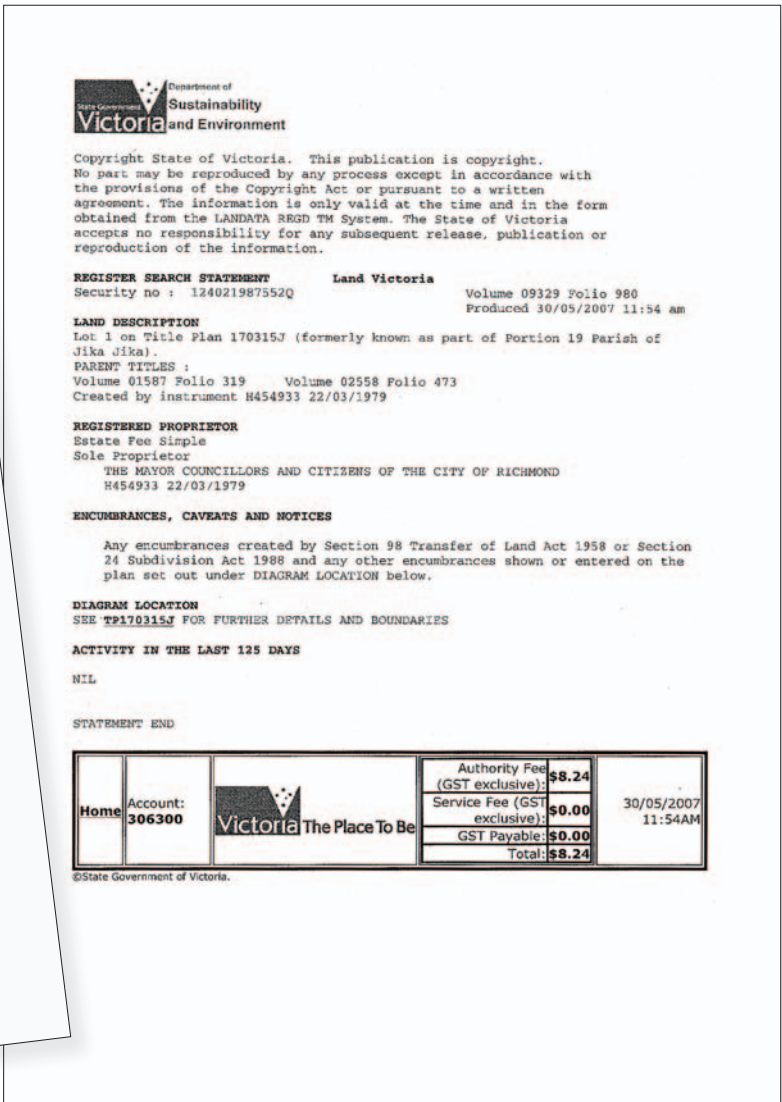 Department of
Sustainability
and Environment
State Government
Victoria
Copyright State of Victoria. This publication is copyright.
No part may be reproduced by any process except in accordance with
the provisions of the Copyright Act or pursuant to a written
agreement. The information is only valid at the time and in the form
obtained from the LANDATA REGD TM System. The State of Victoria
accepts no responsibility for any subsequent release, publication or
reproduction of the information.
REGISTER SEARCH STATEMENT Land Victoria
Security no : 124021987552Q Volume 09329 Folio 980
Produced 30/05/2007 11:54 am
LAND DESCRIPTION
Lot 1 on Title Plan 170315J (formerly known as part of Portion 19 Parish of
Jika Jika).
PARENT TITLES :
Volume 01587 Folio 319 Volume 02558 Folio 473
Created by instrument H454933 22/03/1979
REGISTERED PROPRIETOR
Estate Fee Simple
Sole Proprietor
THE MAYOR COUNCILLORS AND CITIZENS OF THE CITY OF RICHMOND
H454933 22/03/1979
ENCUMBRANCES, CAVEATS AND NOTICES
Any encumbrances created by Section 98 Transfer of Land Act 1958 or Section
24 Subdivision Act 1988 and any other encumbrances shown or entered on the
plan set out under DIAGRAM LOCATION below.
DIAGRAM LOCATION
SEE TP170315J FOR FURTHER DETAILS AND BOUNDARIES
ACTIVITY IN THE LAST 125 DAYS
NIL
STATEMENT END
Home
Account:
306300
Victoria The Place To Be
Authority Fee
(GST exclusive): $8.24
Service Fee (GST
exclusive): $0.00
GST Payable: $0.00
Total: $8.24
30/05/2007
11:54AM
©State Government of Victoria.